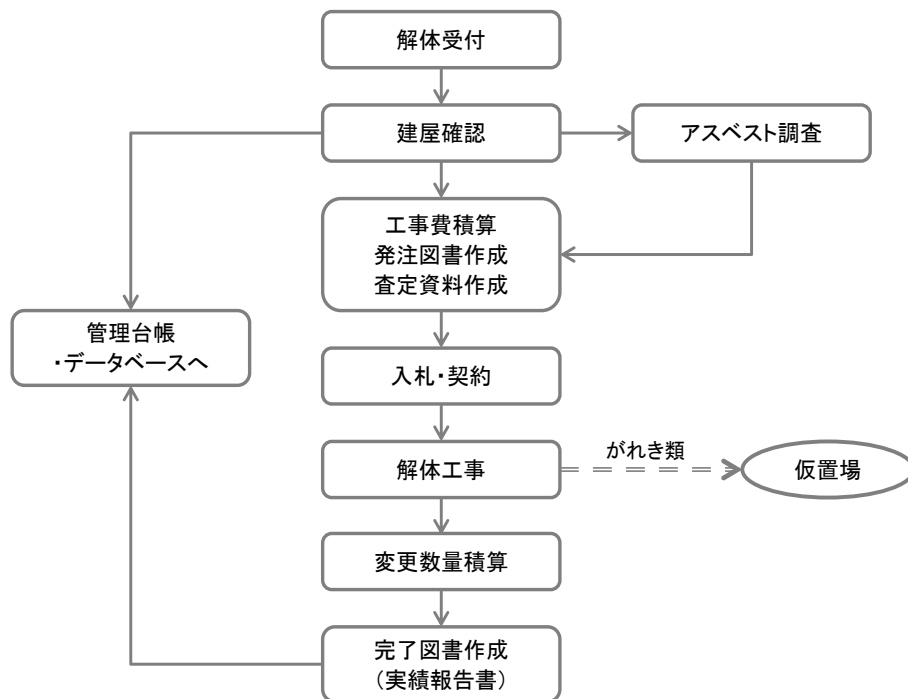 解体受付
建屋確認
アスベスト調査
工事費積算
発注図書作成
査定資料作成
管理台帳
・データベースへ
入札・契約
がれき類
解体工事
仮置場
変更数量積算
完了図書作成
（実績報告書）